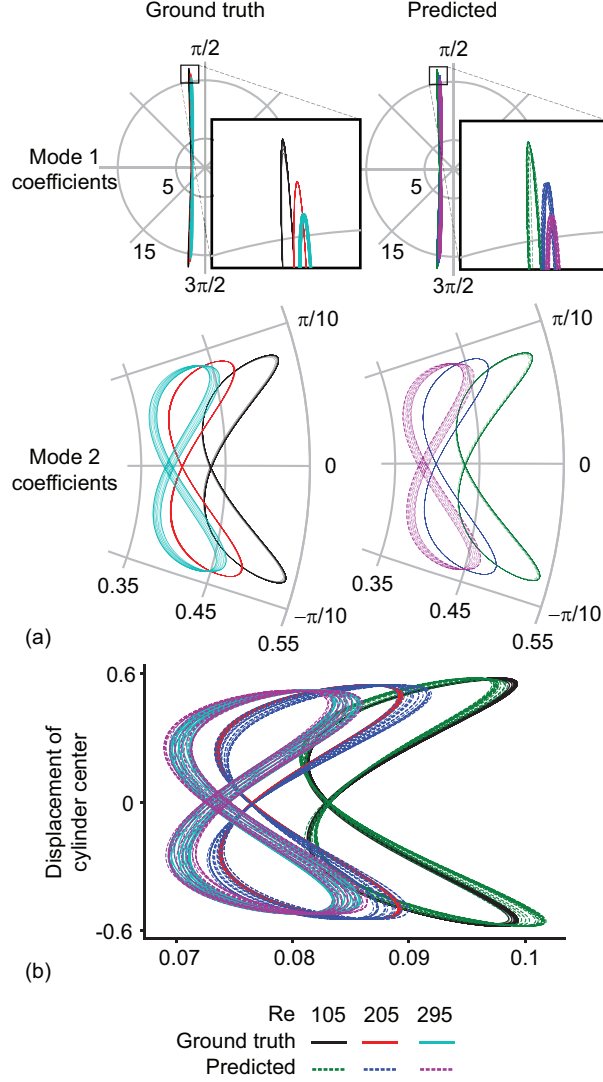 Ground truth
Predicted
π/2
π/2
Mode 1
coefficients
5
15
3π/2
5
15
3π/2
π/10
π/10
Mode 2
coefficients
0
0
0.35
0.45
0.55
−π/10
0.35
0.45
0.55
−π/10
(a)
Displacement of
cylinder center
0.6
0
-0.6
0.07
0.08
0.09
0.1
(b)
Re 105 205 295
Ground truth
Predicted